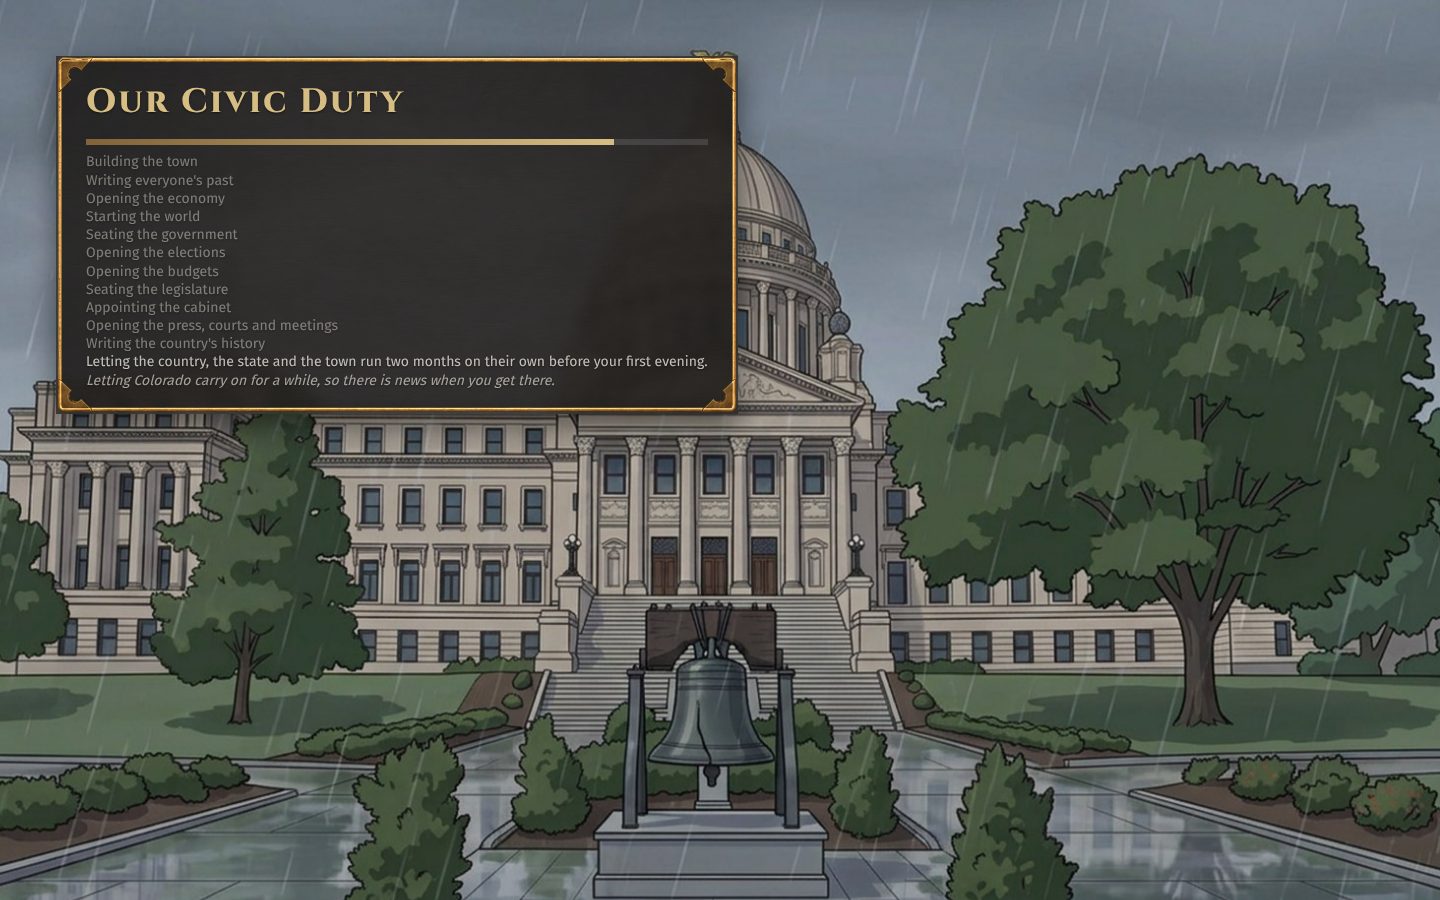 Our Civic Duty
Building the town
Writing everyone's past
Opening the economy
Starting the world
Seating the government
Opening the elections
Opening the budgets
Seating the legislature
Appointing the cabinet
Opening the press, courts and meetings
Writing the country's history
Letting the country, the state and the town run two months on their own before your first evening.
Letting Colorado carry on for a while, so there is news when you get there.